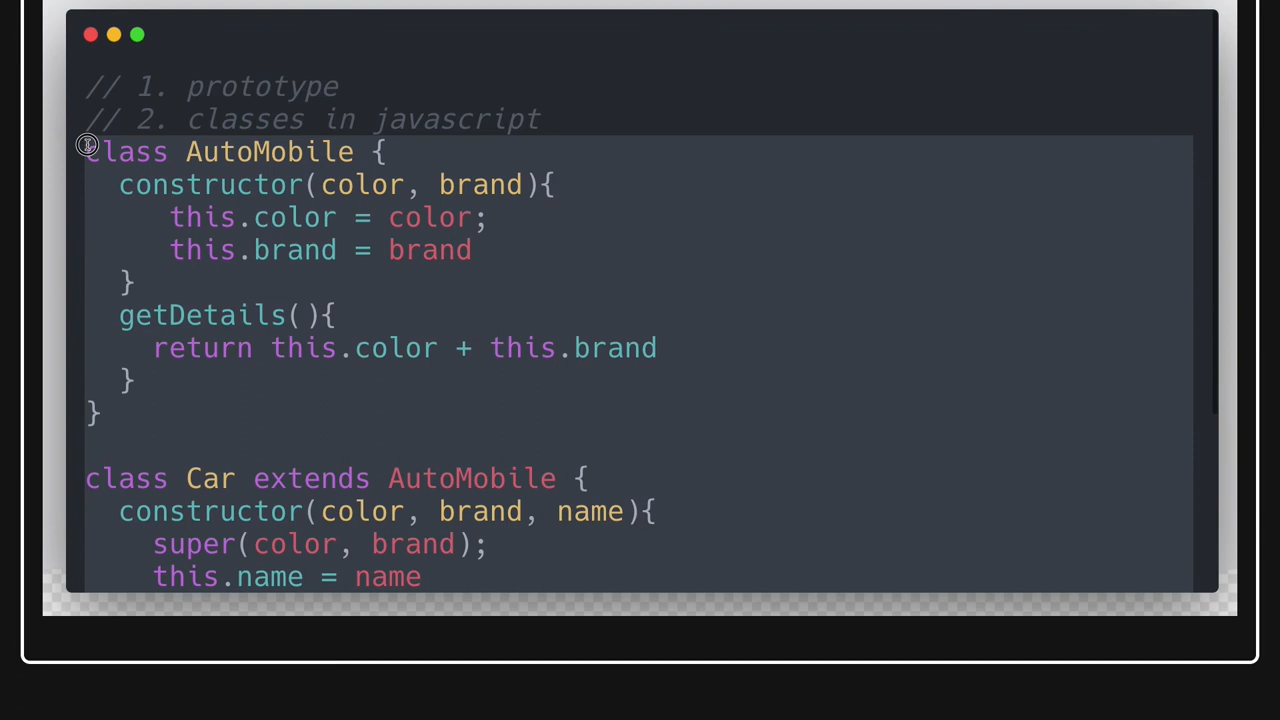 // 1. prototype
// 2. classes in javascript
class AutoMobile {
  constructor(color, brand){
     this.color = color;
     this.brand = brand
  }
  getDetails(){
    return this.color + this.brand
  }
}

class Car extends AutoMobile {
  constructor(color, brand, name){
    super(color, brand);
    this.name = name